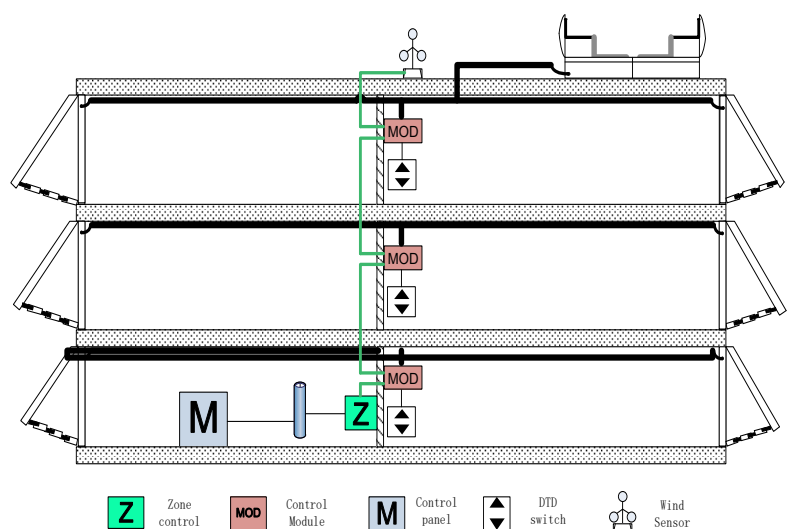 MOD
MOD
MOD
M
Z
Z
Zone
control
MOD
Control
Module
M
Control
panel
DTD
switch
Wind
Sensor